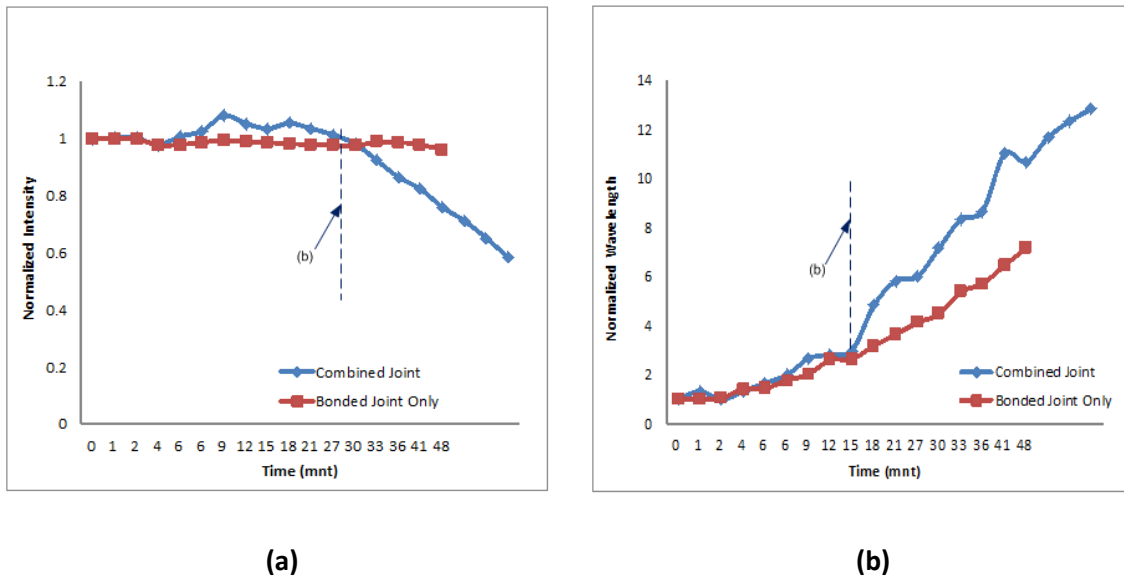 Normalized Intensity
1.2
1
0.8
0.6
0.4
0.2
0
(b)
Combined Joint
Bonded Joint Only
0 1 2 4 6 6 9 12 15 18 21 27 30 33 36 41 48
Time (mnt)
(a)
Normalized Wavelength
14
12
10
8
6
4
2
0
(b)
Combined Joint
Bonded Joint Only
0 1 2 4 6 6 9 12 15 18 21 27 30 33 36 41 48
Time (mnt)
(b)